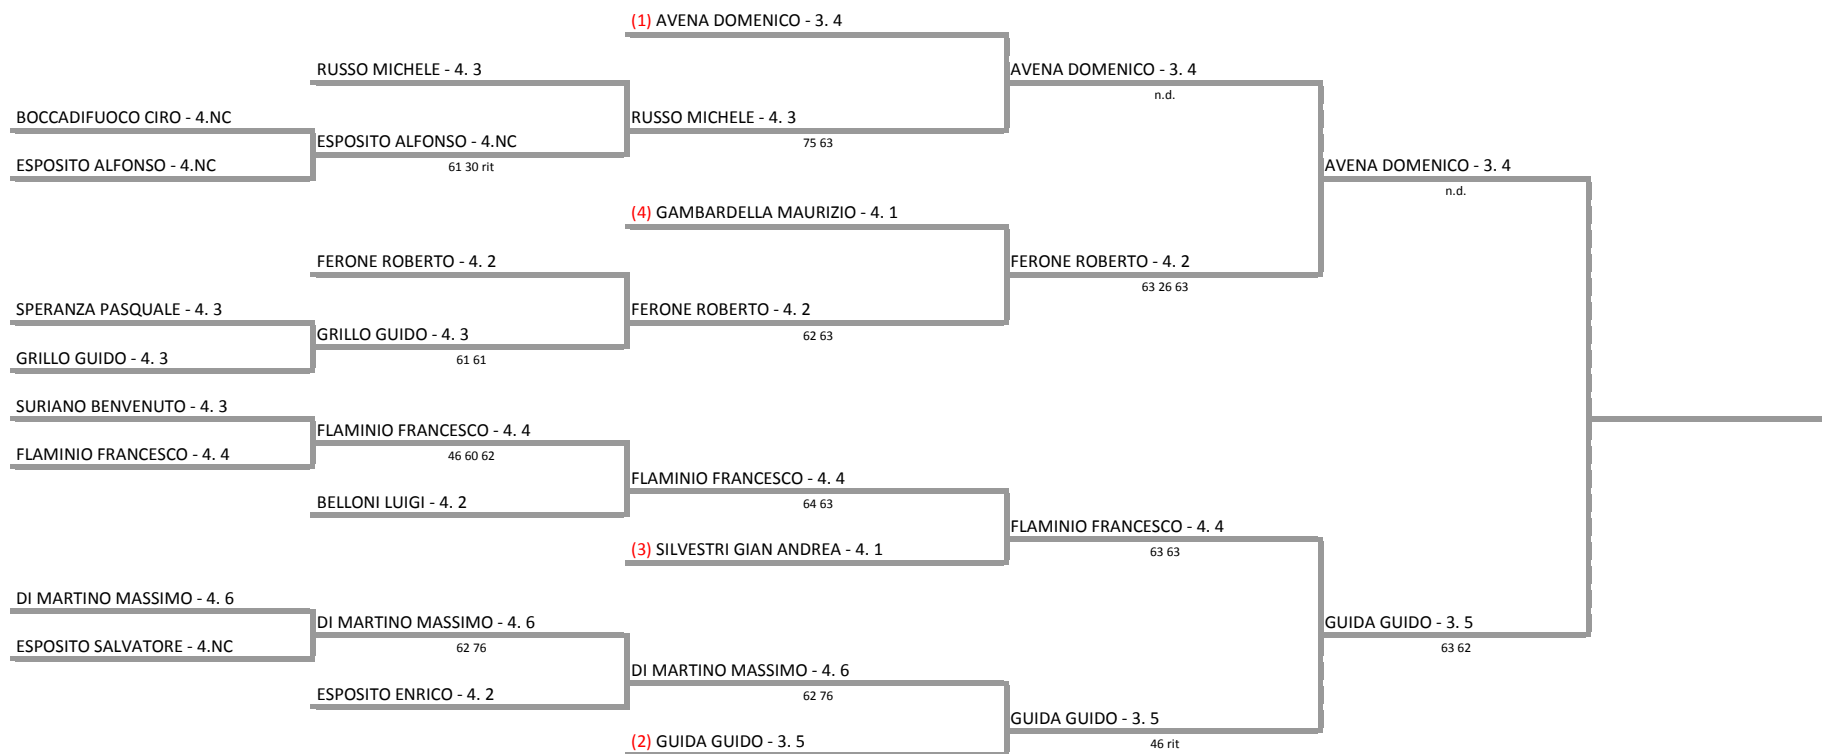 (1) AVENA DOMENICO - 3. 4
RUSSO MICHELE - 4. 3
AVENA DOMENICO - 3. 4
n.d.
BOCCADIFUOCO CIRO - 4.NC
RUSSO MICHELE - 4. 3
75 63
ESPOSITO ALFONSO - 4.NC
61 30 rit
ESPOSITO ALFONSO - 4.NC
AVENA DOMENICO - 3. 4
n.d.
(4) GAMBARDELLA MAURIZIO - 4. 1
FERONE ROBERTO - 4. 2
FERONE ROBERTO - 4. 2
63 26 63
SPERANZA PASQUALE - 4. 3
FERONE ROBERTO - 4. 2
62 63
GRILLO GUIDO - 4. 3
61 61
GRILLO GUIDO - 4. 3
SURIANO BENVENUTO - 4. 3
FLAMINIO FRANCESCO - 4. 4
46 60 62
FLAMINIO FRANCESCO - 4. 4
FLAMINIO FRANCESCO - 4. 4
64 63
BELLONI LUIGI - 4. 2
FLAMINIO FRANCESCO - 4. 4
63 63
(3) SILVESTRI GIAN ANDREA - 4. 1
DI MARTINO MASSIMO - 4. 6
DI MARTINO MASSIMO - 4. 6
62 76
GUIDA GUIDO - 3. 5
63 62
ESPOSITO SALVATORE - 4.NC
DI MARTINO MASSIMO - 4. 6
62 76
ESPOSITO ENRICO - 4. 2
GUIDA GUIDO - 3. 5
46 rit
(2) GUIDA GUIDO - 3. 5